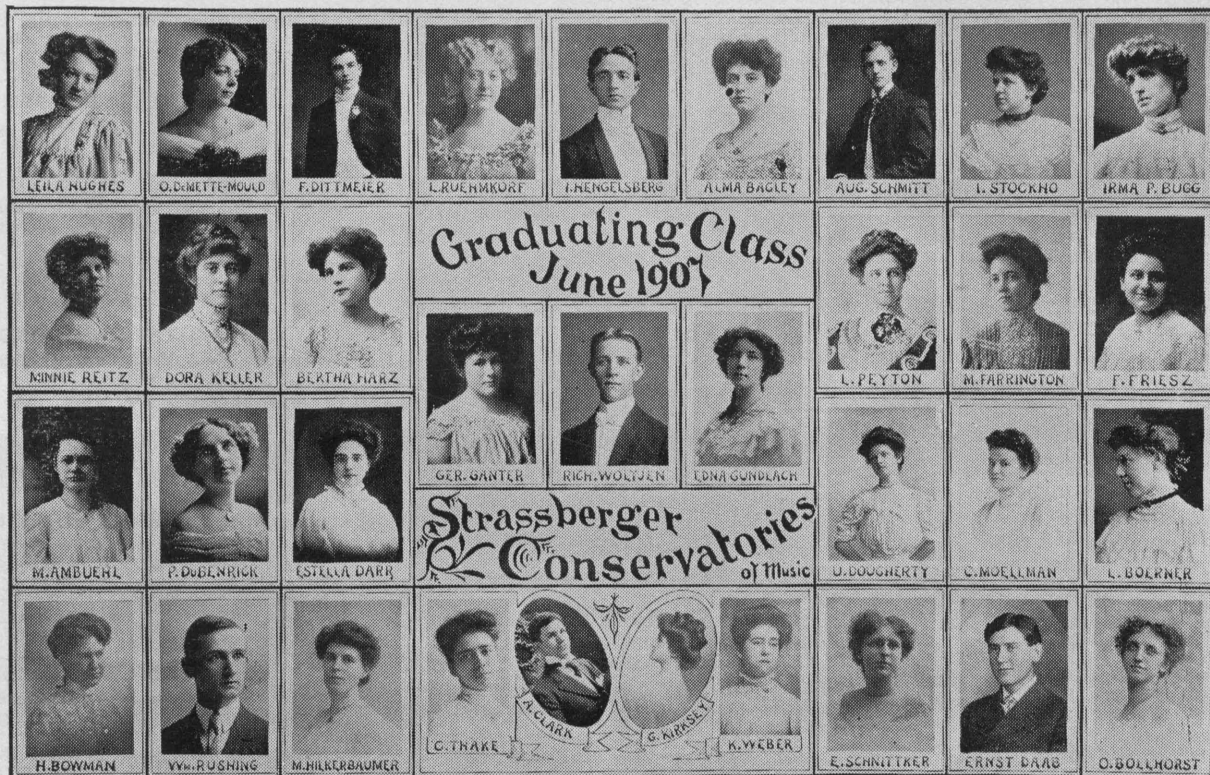 LEILA HUGHES
O. DEMETTE-MOULD
F. DITTMEIER
L. RUEHMKORF
I. HENGELSBERG
ALMA BAGLEY
AUG. SCHMITT
I. STOCKHO
IRMA P. BUGG
Graduating Class
June 1907
MINNIE REITZ
DORA KELLER
BERTHA HARZ
L. PEYTON
M. FARRINGTON
F. FRIESZ
GER. GANTER
RICH. WOLTJEN
EDNA GUNDLACH
Strassberger
Conservatories
of Music
M. AMBUEHL
P. DUBENRICK
ESTELLA DARR
U. DOUGHERTY
C. MOELLMAN
L. BOERNER
H. BOWMAN
WM. RUSHING
M. HILKERBAUMER
C. THAKE
A. CLARK
G. KIRKSEY
K. WEBER
E. SCHNITTKER
ERNST DAAB
O. BOLLHORST